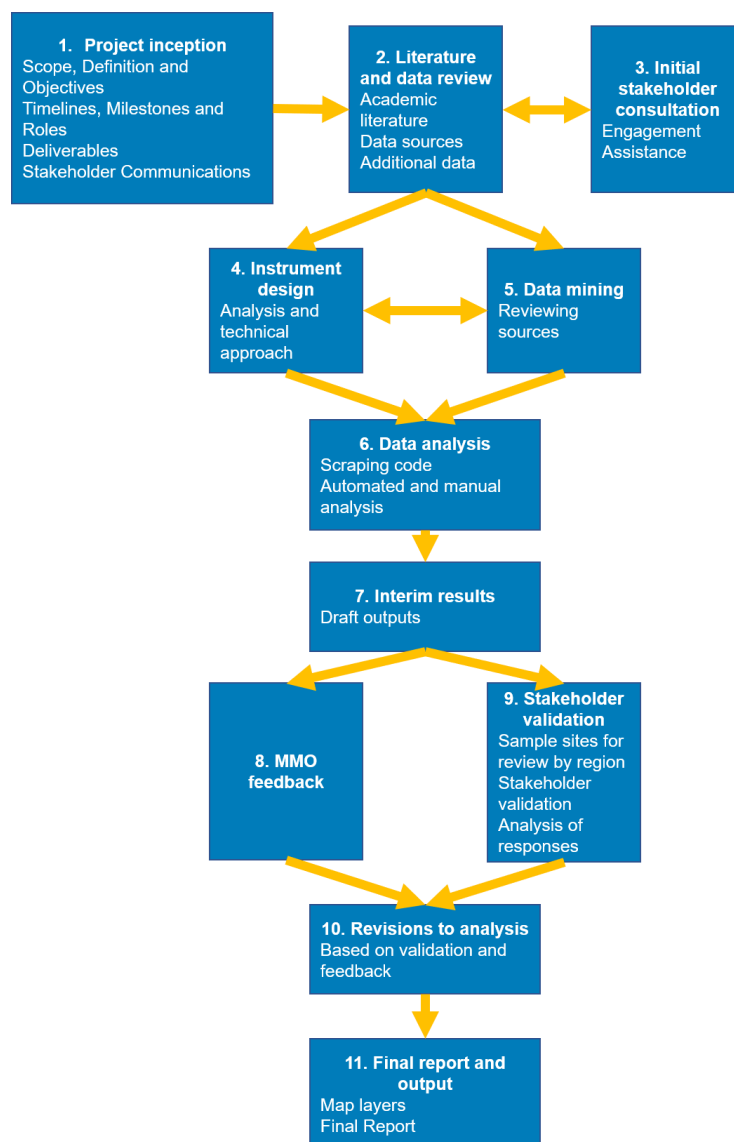 1. Project inception
Scope, Definition and
Objectives
Timelines, Milestones and
Roles
Deliverables
Stakeholder Communications
2. Literature
and data review
Academic
literature
Data sources
Additional data
3. Initial
stakeholder
consultation
Engagement
Assistance
4. Instrument
design
Analysis and
technical
approach
5. Data mining
Reviewing
sources
6. Data analysis
Scraping code
Automated and manual
analysis
7. Interim results
Draft outputs
8. MMO
feedback
9. Stakeholder
validation
Sample sites for
review by region
Stakeholder
validation
Analysis of
responses
10. Revisions to analysis
Based on validation and
feedback
11. Final report and
output
Map layers
Final Report